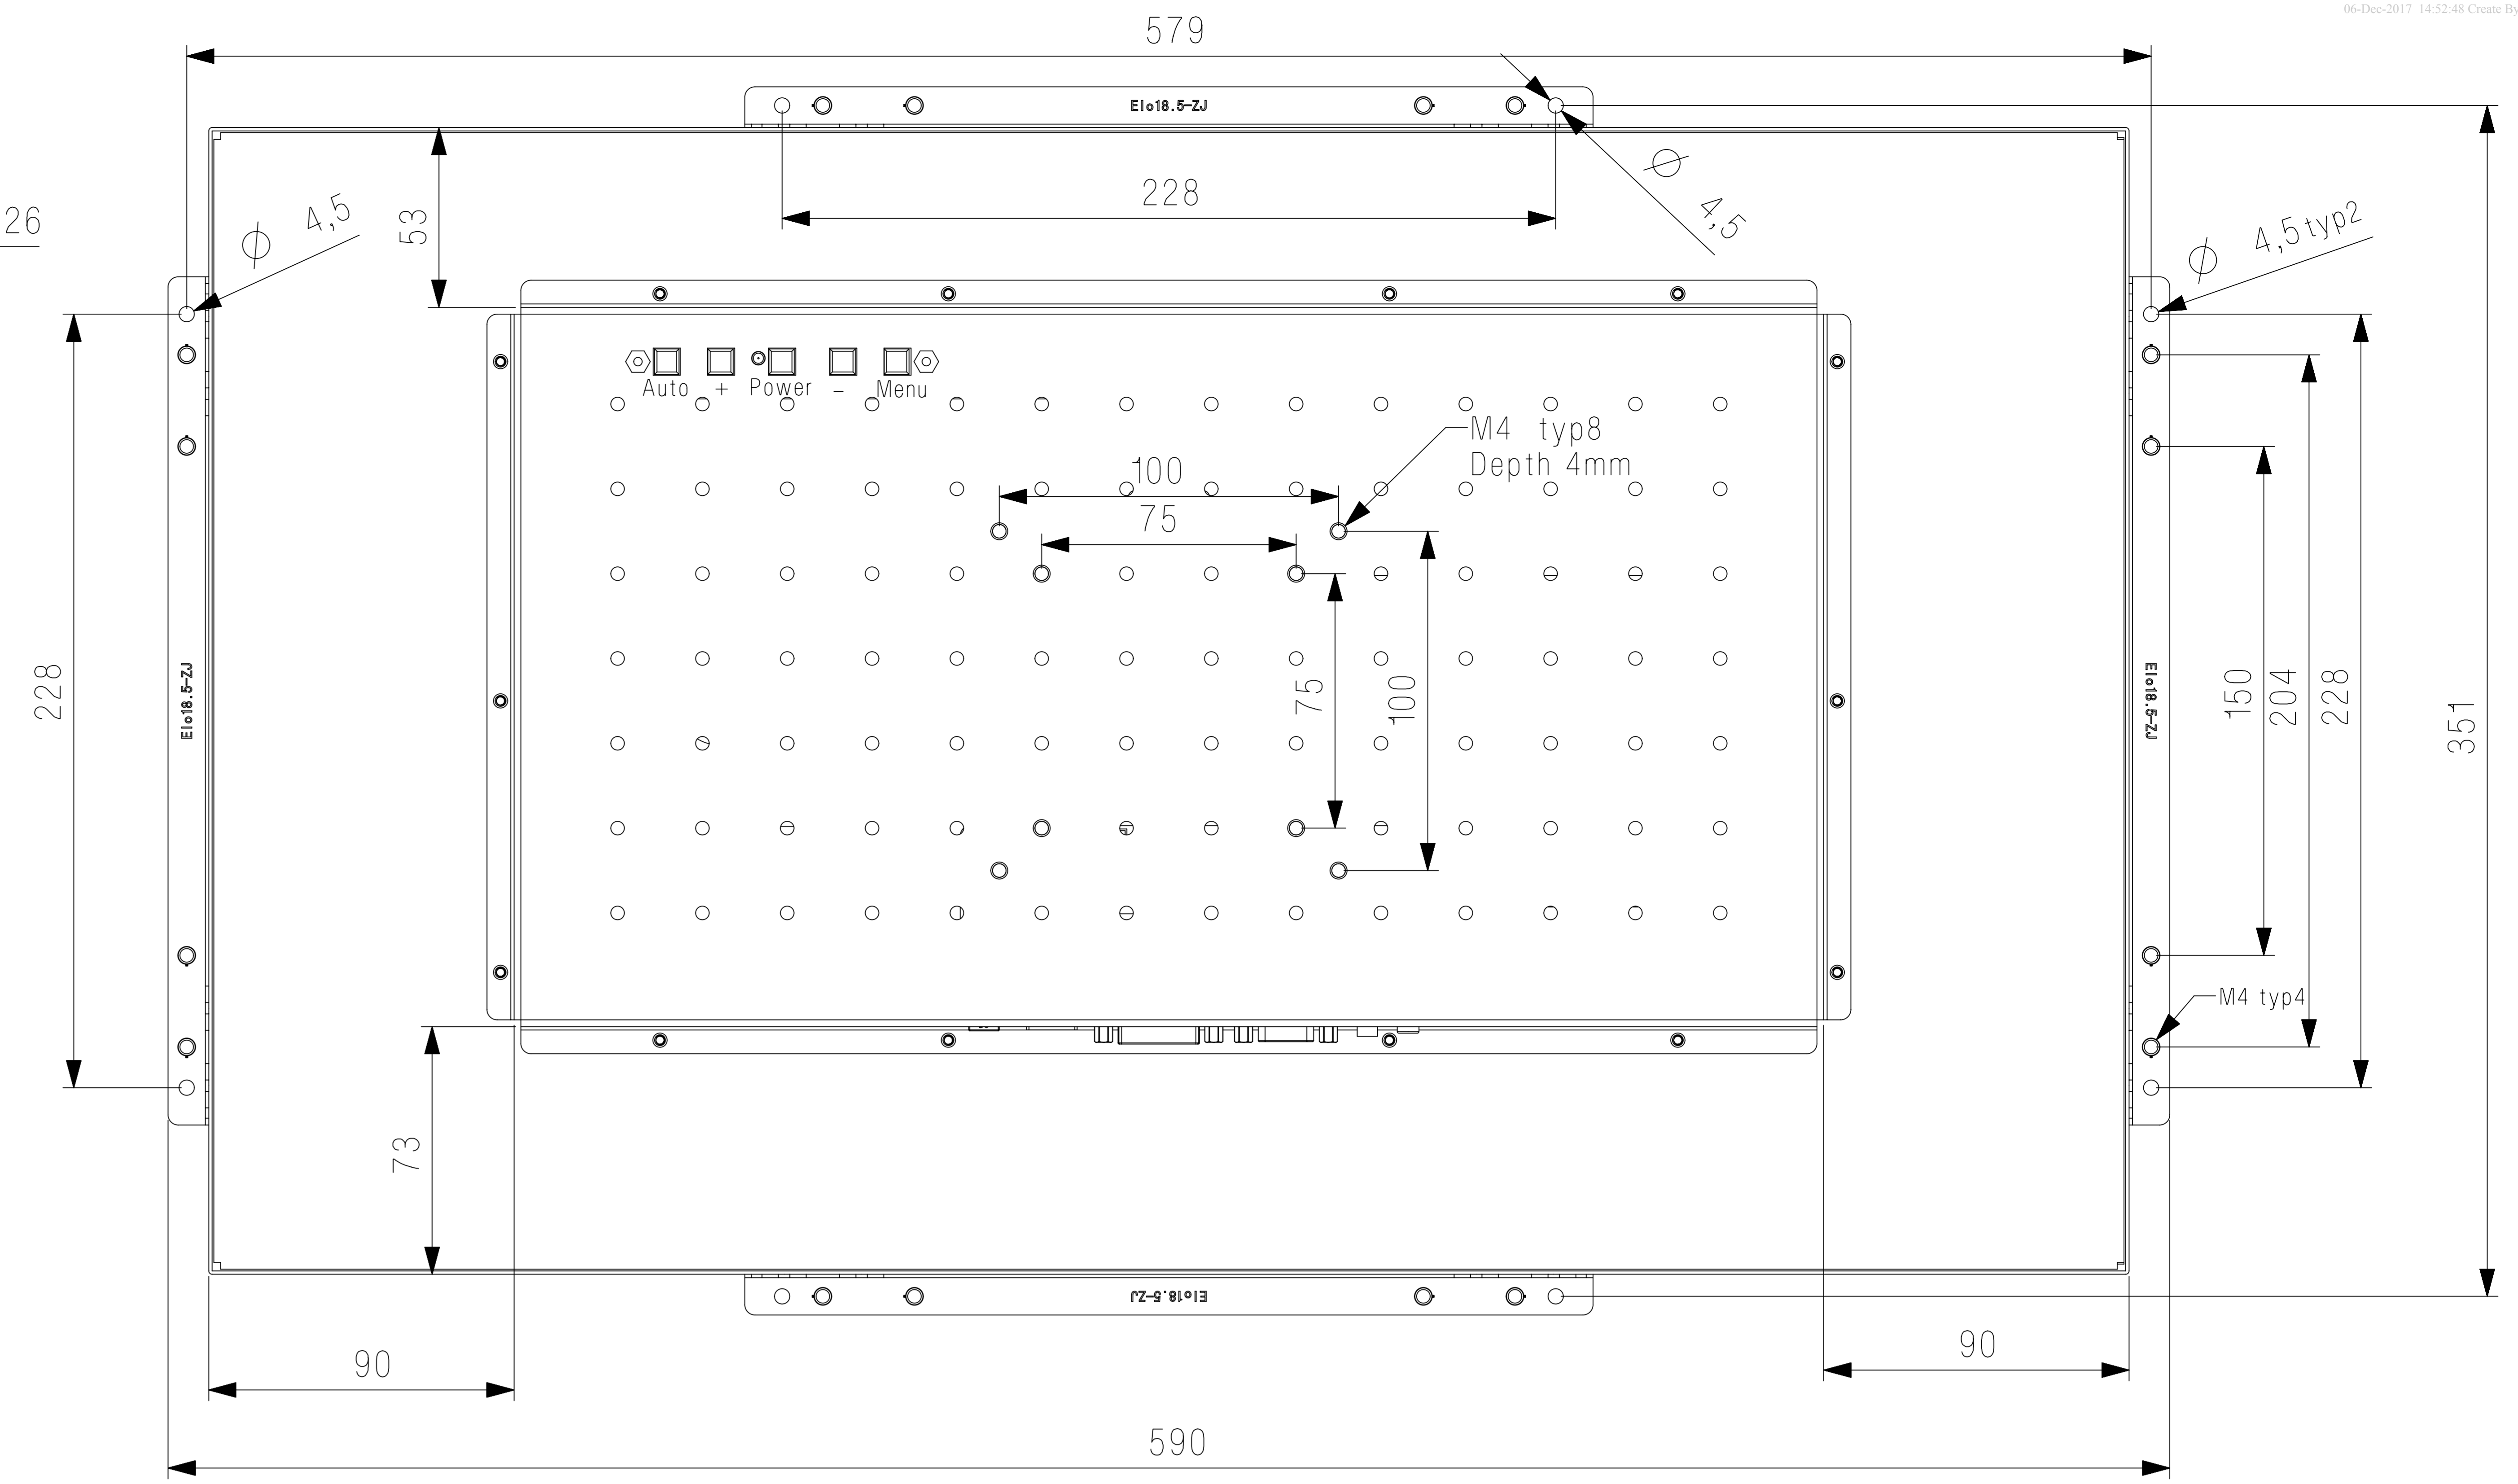 06-Dec-2017 14:52:48 Create By
579
Elo18.5-ZJ
228
53
26
⌀ 4,5
⌀ 4,5
⌀ 4,5typ2
Auto + Power - Menu
M4 typ8
Depth 4mm
100
75
75
100
228
Elo18.5-ZJ
Elo18.5-ZJ
150
204
228
351
M4 typ4
73
Elo18.5-ZJ
90
90
590